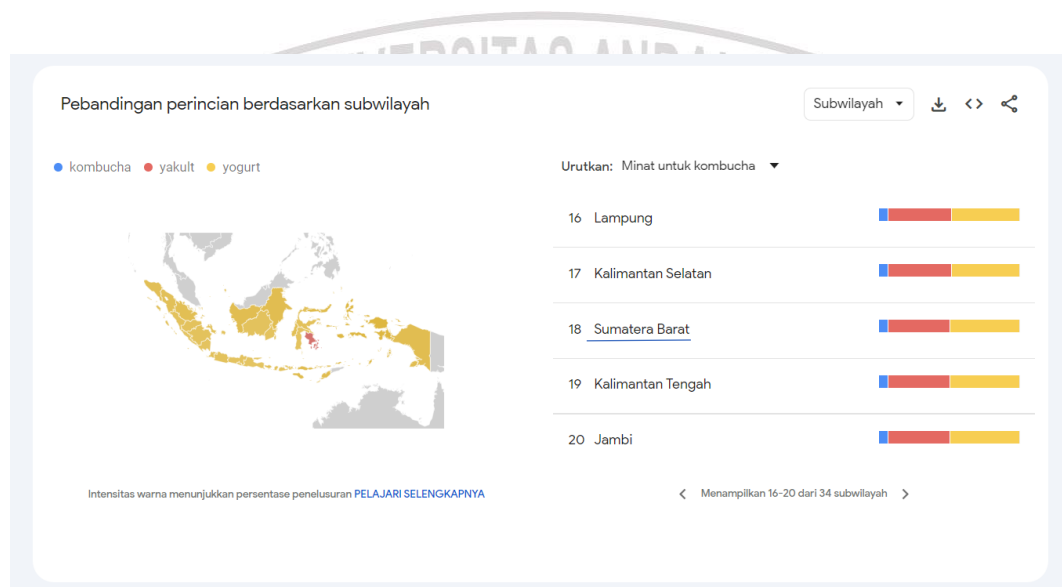 Pebandingan perincian berdasarkan subwilayah
Subwilayah
kombucha yakult yogurt
Urutkan: Minat untuk kombucha
16 Lampung
17 Kalimantan Selatan
18 Sumatera Barat
19 Kalimantan Tengah
20 Jambi
Intensitas warna menunjukkan persentase penelusuran PELAJARI SELENGKAPNYA
Menampilkan 16-20 dari 34 subwilayah